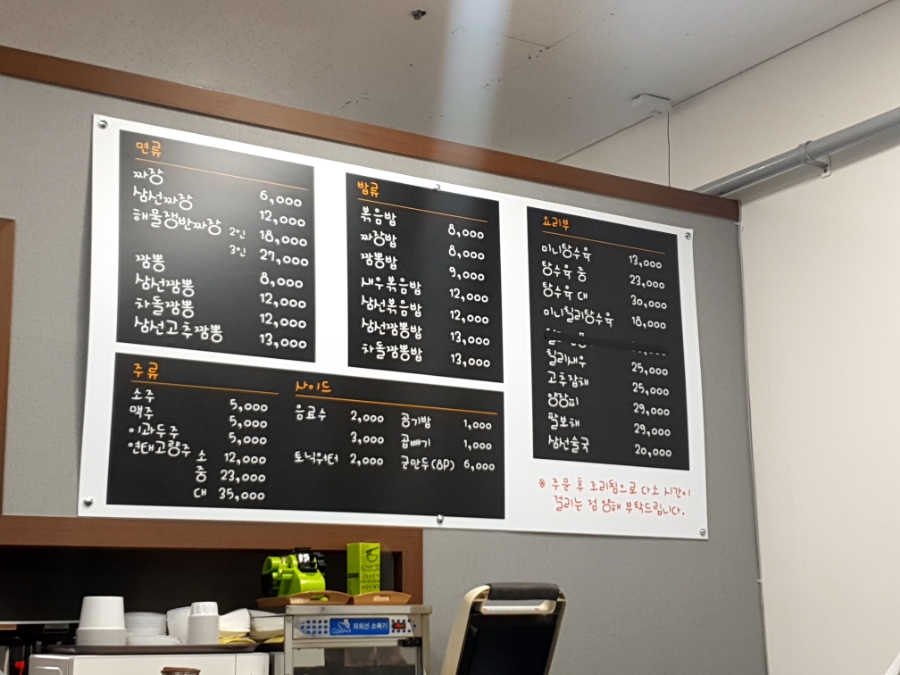 면류
짜장 6,000
삼선짜장 12,000
해물쟁반짜장 2인 18,000
3인 27,000
짬뽕 8,000
삼선짬뽕 12,000
차돌짬뽕 12,000
삼선고추짬뽕 13,000
밥류
볶음밥 8,000
짜장밥 8,000
짬뽕밥 9,000
새우볶음밥 12,000
삼선볶음밥 12,000
삼선짬뽕밥 13,000
차돌짬뽕밥 13,000
요리부
미니탕수육 13,000
탕수육 중 23,000
탕수육 대 30,000
미니칠리탕수육 18,000
칠리새우 25,000
고추잡채 25,000
양장피 29,000
팔보채 29,000
삼선술국 20,000
주류
소주 5,000
맥주 5,000
이과두주 5,000
연태고량주 소 12,000
중 23,000
대 35,000
사이드
음료수 2,000 공기밥 1,000
3,000 곱빼기 1,000
토닉워터 2,000 군만두(8P) 6,000
※ 주문 후 조리됨으로 다소 시간이
걸리는 점 양해 부탁드립니다.
자외선 소독기